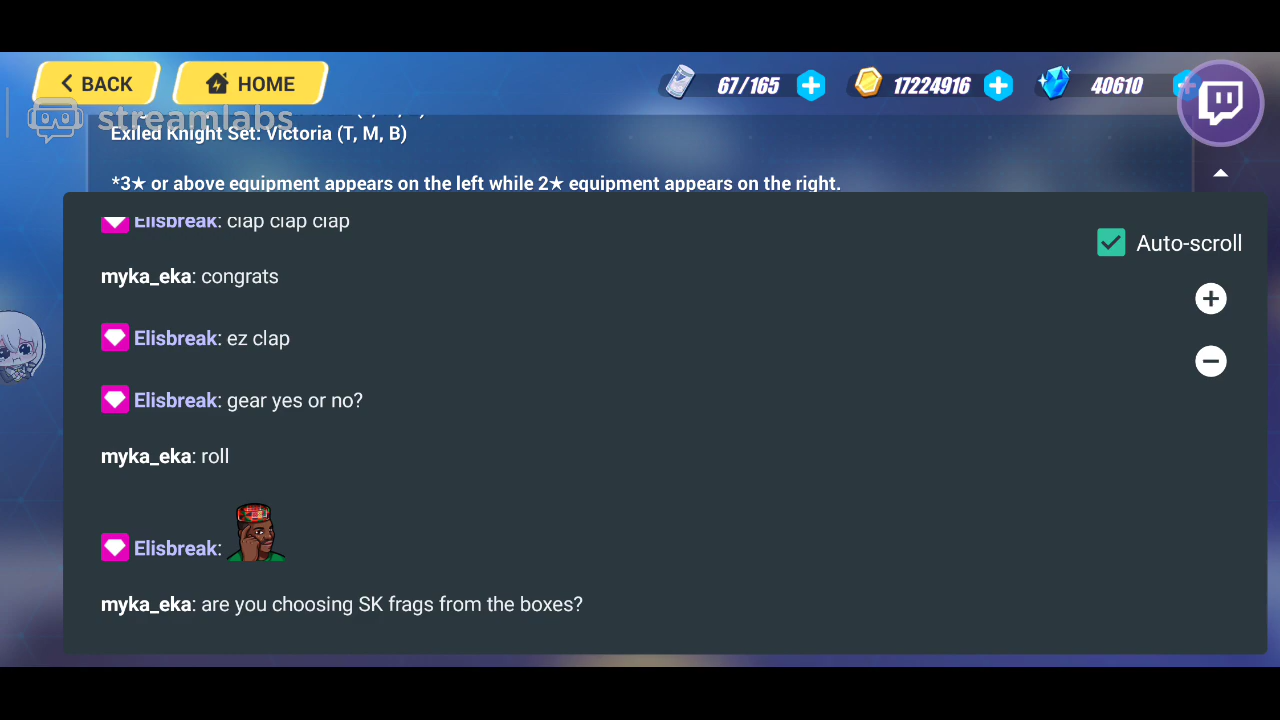 BACK
HOME
67/165
17224916
40610
streamlabs
Exiled Knight Set: Victoria (T, M, B)
*3★ or above equipment appears on the left while 2★ equipment appears on the right.
Elisbreak: clap clap clap
Auto-scroll
myka_eka: congrats
Elisbreak: ez clap
Elisbreak: gear yes or no?
myka_eka: roll
Elisbreak:
myka_eka: are you choosing SK frags from the boxes?